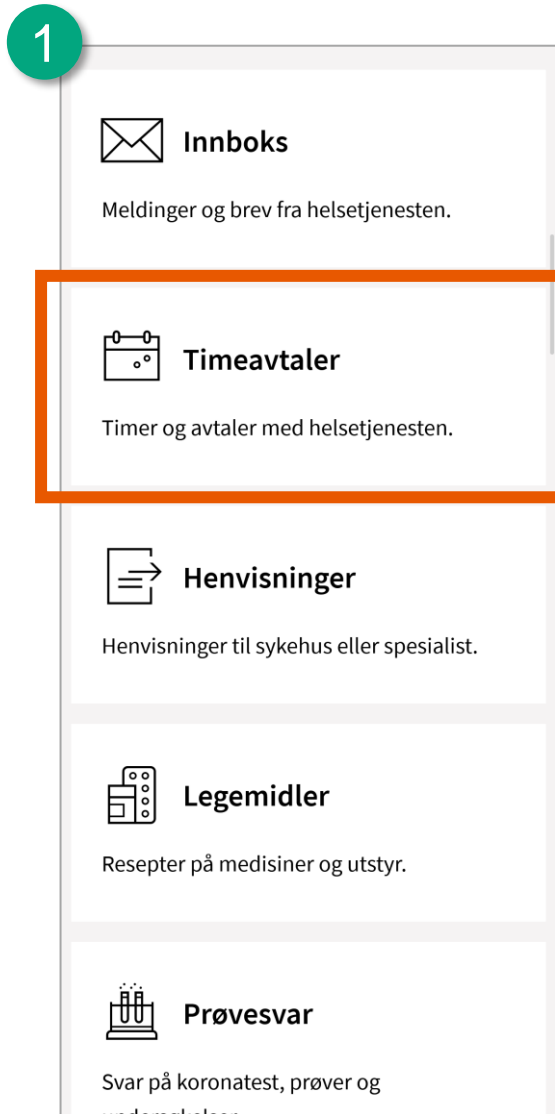 1
Innboks
Meldinger og brev fra helsetjenesten.
Timeavtaler
Timer og avtaler med helsetjenesten.
Henvisninger
Henvisninger til sykehus eller spesialist.
Legemidler
Resepter på medisiner og utstyr.
Prøvesvar
Svar på koronatest, prøver og